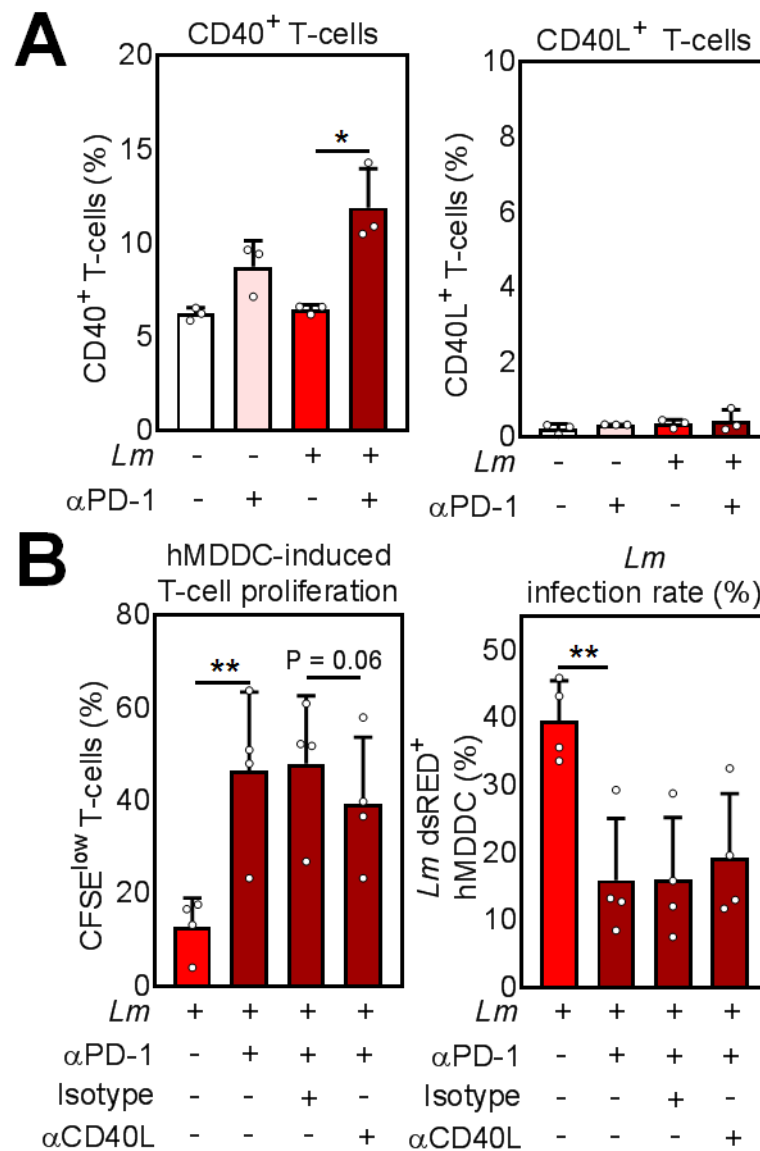 A
CD40⁺ T-cells
CD40⁺ T-cells (%)
20
15
10
5
0
*
Lm - - + +
αPD-1 - + - +
CD40L⁺ T-cells
CD40L⁺ T-cells (%)
10
8
6
4
2
0
Lm - - + +
αPD-1 - + - +
B
hMDDC-induced
T-cell proliferation
CFSElow T-cells (%)
80
60
40
20
0
**
P = 0.06
Lm + + + +
αPD-1 - + + +
Isotype - - + -
αCD40L - - - +
Lm
infection rate (%)
Lm dsRED⁺
hMDDC (%)
50
40
30
20
10
0
**
Lm + + + +
αPD-1 - + + +
Isotype - - + -
αCD40L - - - +